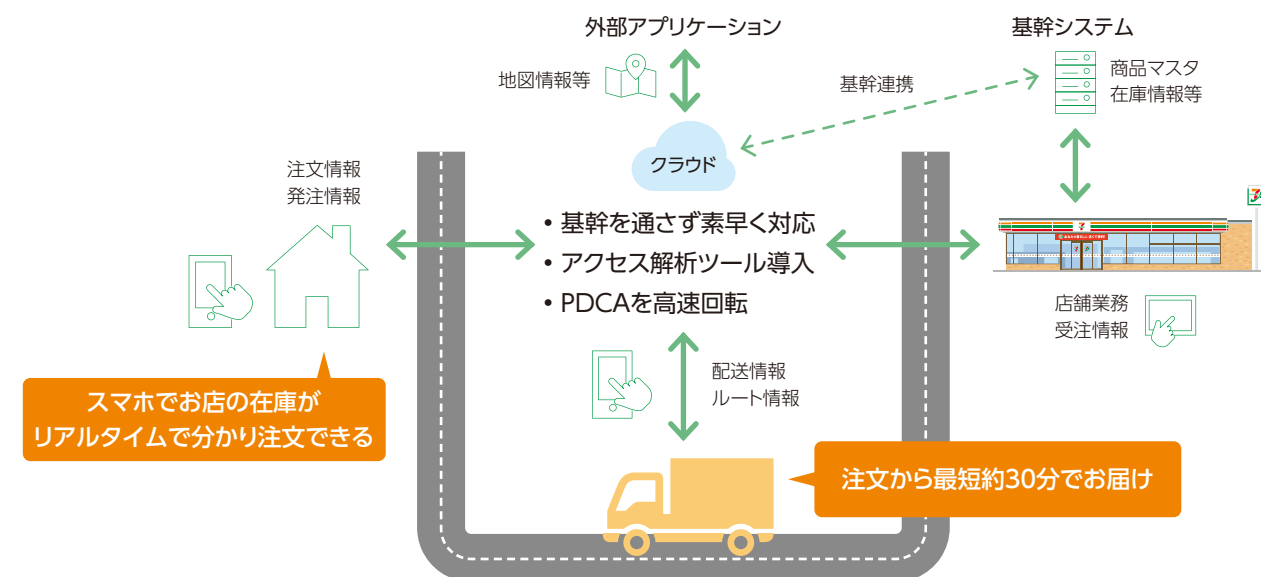 外部アプリケーション
基幹システム
地図情報等
基幹連携
商品マスタ
在庫情報等
クラウド
注文情報
発注情報
• 基幹を通さず素早く対応
• アクセス解析ツール導入
• PDCAを高速回転
店舗業務
受注情報
配送情報
ルート情報
スマホでお店の在庫が
リアルタイムで分かり注文できる
注文から最短約30分でお届け